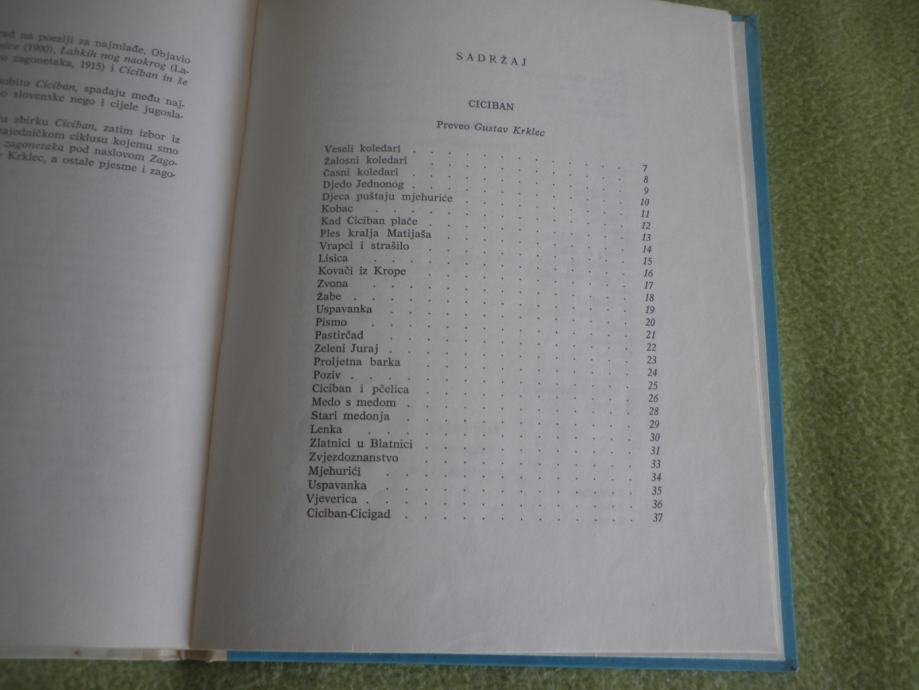 ad na poeziji za najmlađe. Objavio
nice (1900), Lahkih nog naokrog (La-
o zagonetaka, 1915) i Ciciban in še
sobito Ciciban, spadaju među naj-
o slovenske nego i cijele jugosla-
u zbirku Ciciban, zatim izbor iz
zajedničkom ciklusu kojemu smo
zagonetaka pod naslovom Zago-
Krklec, a ostale pjesme i zago-
SADRŽAJ
CICIBAN
Preveo Gustav Krklec
Veseli koledari . . . . . . . . . . . . 7
Žalosni koledari . . . . . . . . . . . . 8
Časni koledari . . . . . . . . . . . . 9
Djedo Jednonog . . . . . . . . . . . . 10
Djeca puštaju mjehuriće . . . . . . . . . . 11
Kobac . . . . . . . . . . . . . . 12
Kad Ciciban plače . . . . . . . . . . . 13
Ples kralja Matijaša . . . . . . . . . . . 14
Vrapci i strašilo . . . . . . . . . . . . 15
Lisica . . . . . . . . . . . . . . 16
Kovači iz Krope . . . . . . . . . . . . 17
Zvona . . . . . . . . . . . . . . 18
Žabe . . . . . . . . . . . . . . . 19
Uspavanka . . . . . . . . . . . . . 20
Pismo . . . . . . . . . . . . . . 21
Pastirčad . . . . . . . . . . . . . . 22
Zeleni Juraj . . . . . . . . . . . . . 23
Proljetna barka . . . . . . . . . . . . 24
Poziv . . . . . . . . . . . . . . . 25
Ciciban i pčelica . . . . . . . . . . . . 26
Medo s medom . . . . . . . . . . . . 28
Stari medonja . . . . . . . . . . . . . 29
Lenka . . . . . . . . . . . . . . 30
Zlatnici u Blatnici . . . . . . . . . . . 31
Zvjezdoznanstvo . . . . . . . . . . . . 33
Mjehurići . . . . . . . . . . . . . 34
Uspavanka . . . . . . . . . . . . . 35
Vjeverica . . . . . . . . . . . . . . 36
Ciciban-Cicigad . . . . . . . . . . . . 37